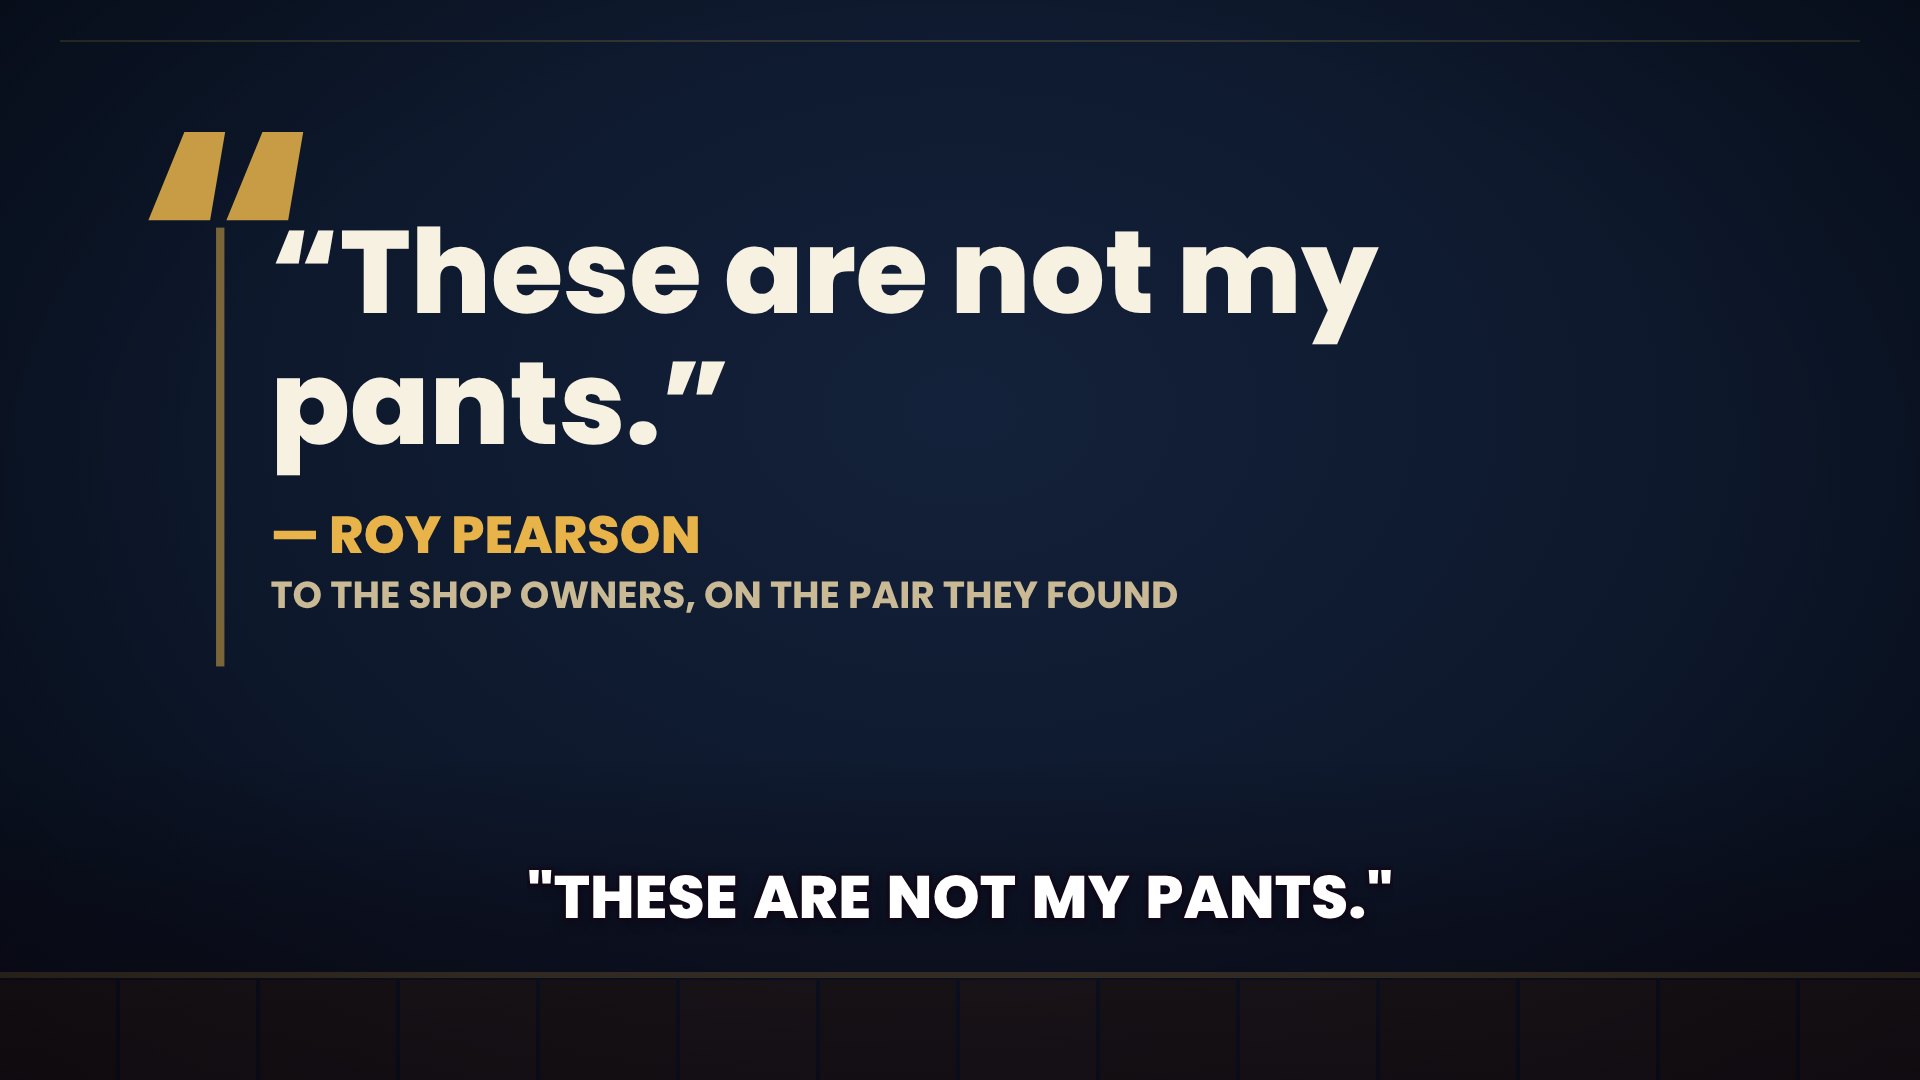 “These are not my
pants.”
— ROY PEARSON
TO THE SHOP OWNERS, ON THE PAIR THEY FOUND
"THESE ARE NOT MY PANTS."